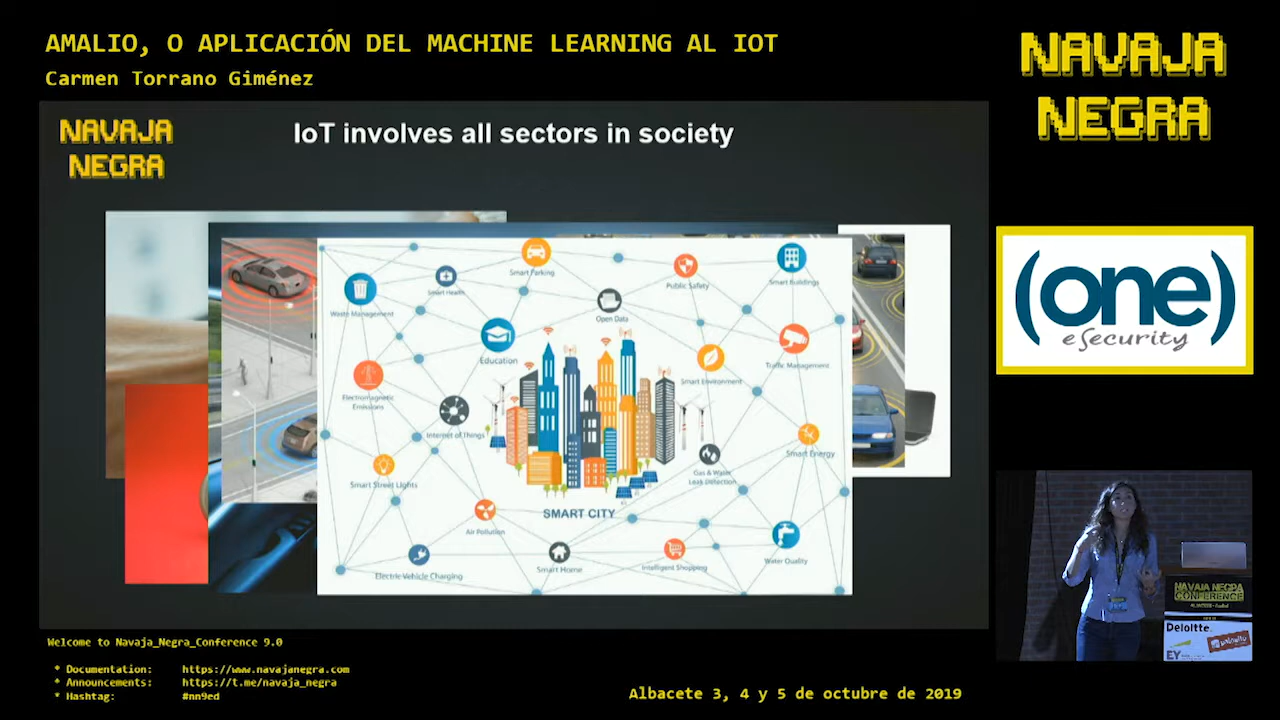 AMALIO, O APLICACIÓN DEL MACHINE LEARNING AL IOT
Carmen Torrano Giménez
NAVAJA
NEGRA
NAVAJA
NEGRA
IoT involves all sectors in society
Smart Parking
Public Safety
Smart Buildings
Smart Health
Waste Management
Open Data
Education
Traffic Management
Smart Environment
Electromagnetic
Emissions
Internet of Things
Smart Energy
Gas & Water
Leak Detection
Smart Street Lights
SMART CITY
Air Pollution
Water Quality
Electric Vehicle Charging
Smart Home
Intelligent Shopping
(one)
eSecurity
NAVAJA NEGRA
CONFERENCE
Deloitte.
EY
Welcome to Navaja_Negra_Conference 9.0
* Documentation: https://www.navajanegra.com
* Announcements: https://t.me/navaja_negra
* Hashtag: #nn9ed
Albacete 3, 4 y 5 de octubre de 2019